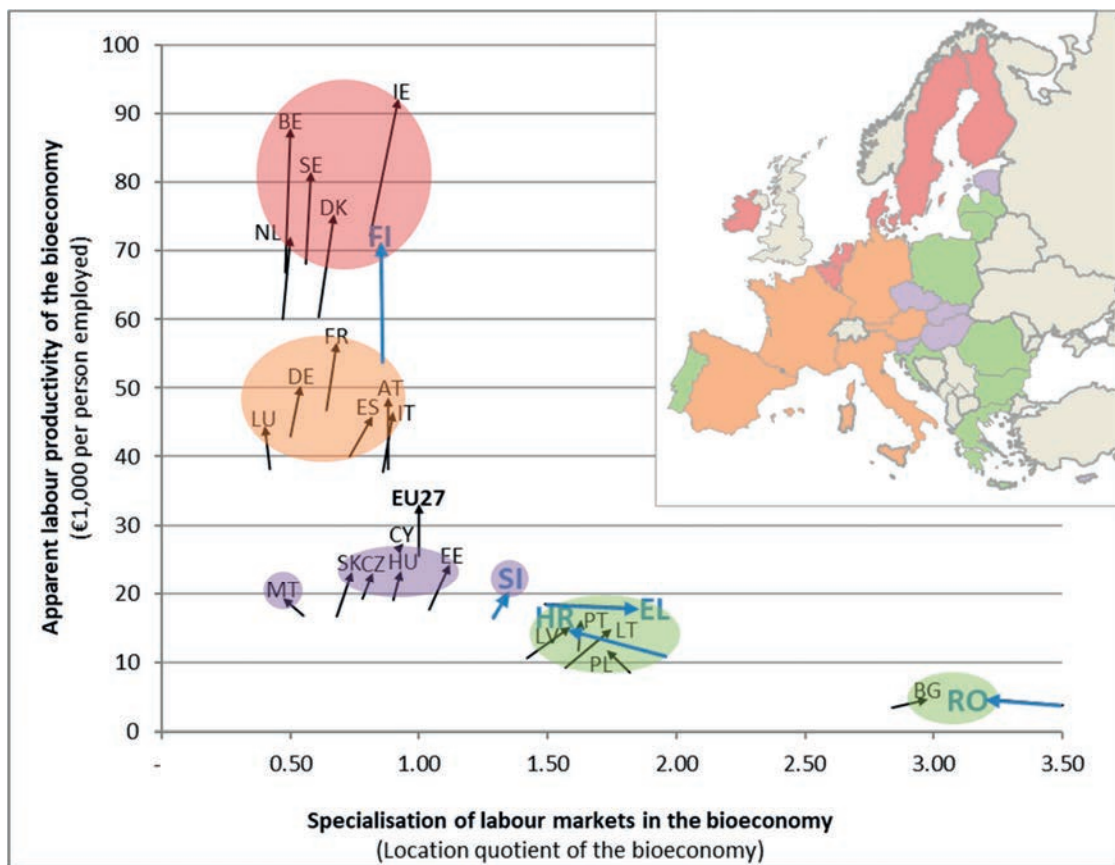 Apparent labour productivity of the bioeconomy
(€1,000 per person employed)
100
90
80
70
60
50
40
30
20
10
0
IE
BE
SE
DK
NL
FI
FR
DE
AT
ES
IT
LU
EU27
CY
SK
CZ
HU
EE
MT
SI
EL
HR
PT
LT
LV
PL
BG
RO
-
0.50
1.00
1.50
2.00
2.50
3.00
3.50
Specialisation of labour markets in the bioeconomy
(Location quotient of the bioeconomy)